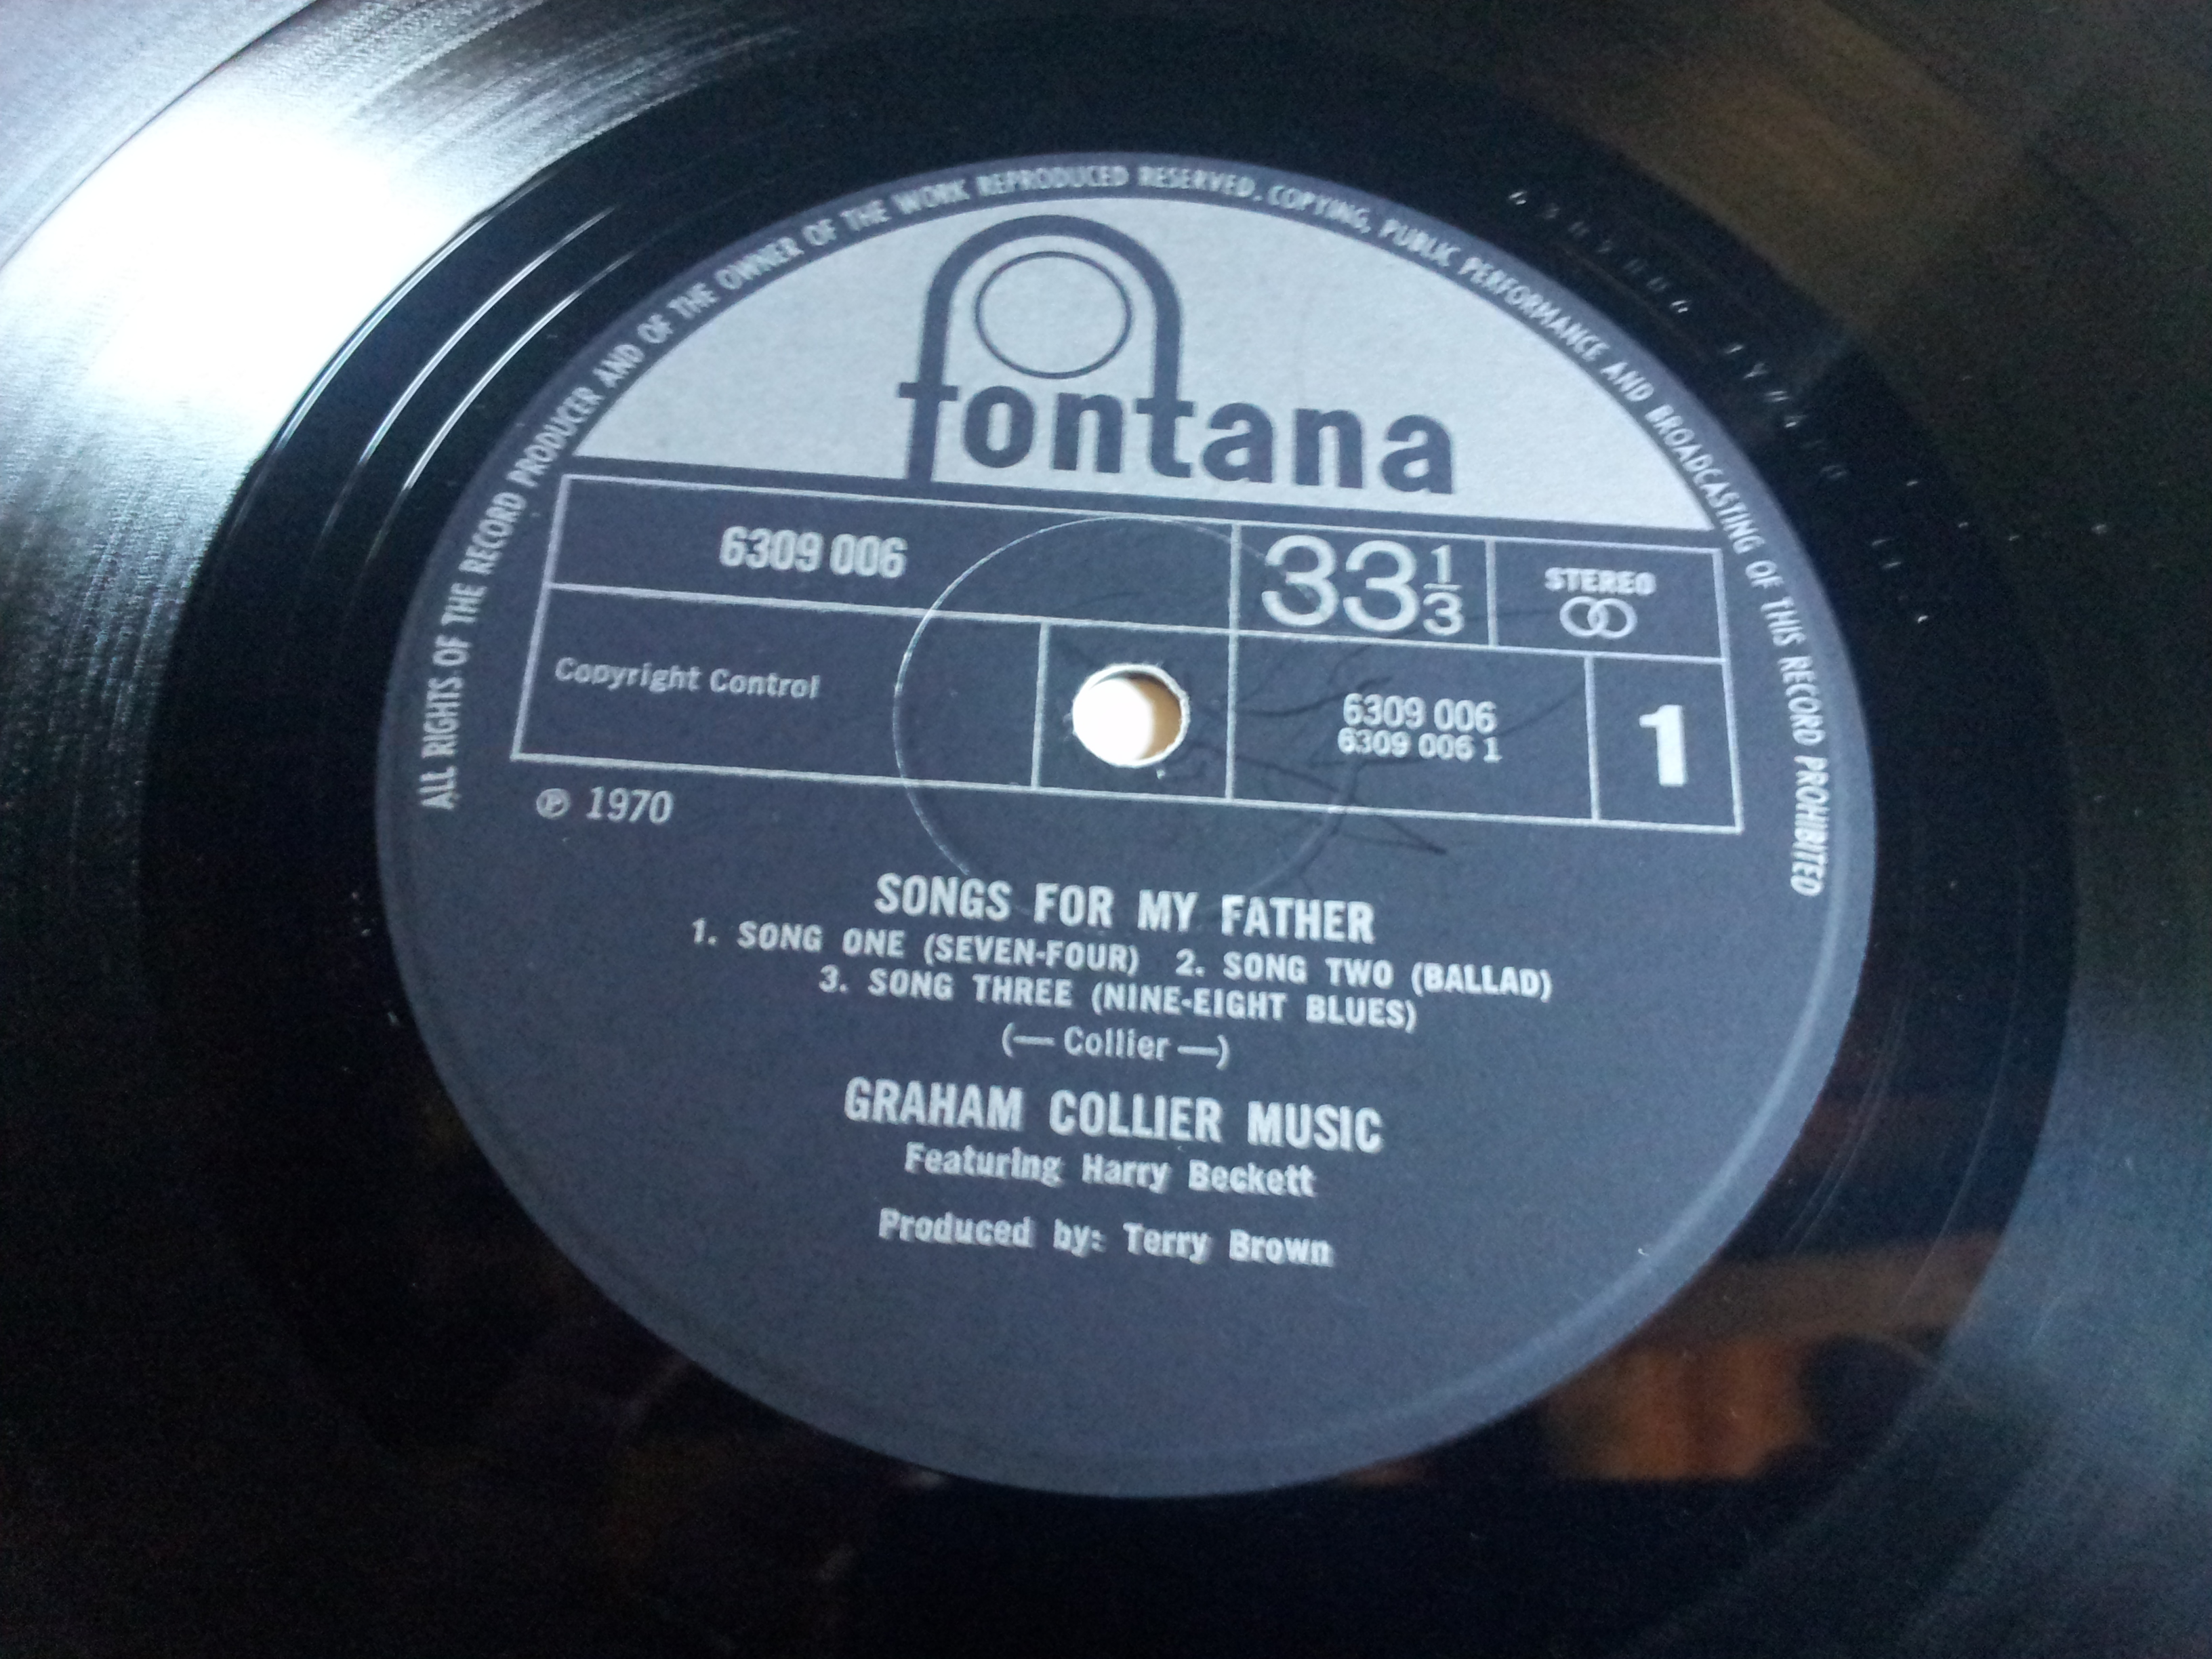 ALL RIGHTS OF THE RECORD PRODUCER AND OF THE OWNER OF THE WORK REPRODUCED RESERVED. COPYING, PUBLIC PERFORMANCE AND BROADCASTING OF THIS RECORD PROHIBITED
fontana
6309 006
33 1/3
STEREO
Copyright Control
6309 006
6309 006 1
1
℗ 1970
SONGS FOR MY FATHER
1. SONG ONE (SEVEN-FOUR) 2. SONG TWO (BALLAD)
3. SONG THREE (NINE-EIGHT BLUES)
(— Collier —)
GRAHAM COLLIER MUSIC
Featuring Harry Beckett
Produced by: Terry Brown